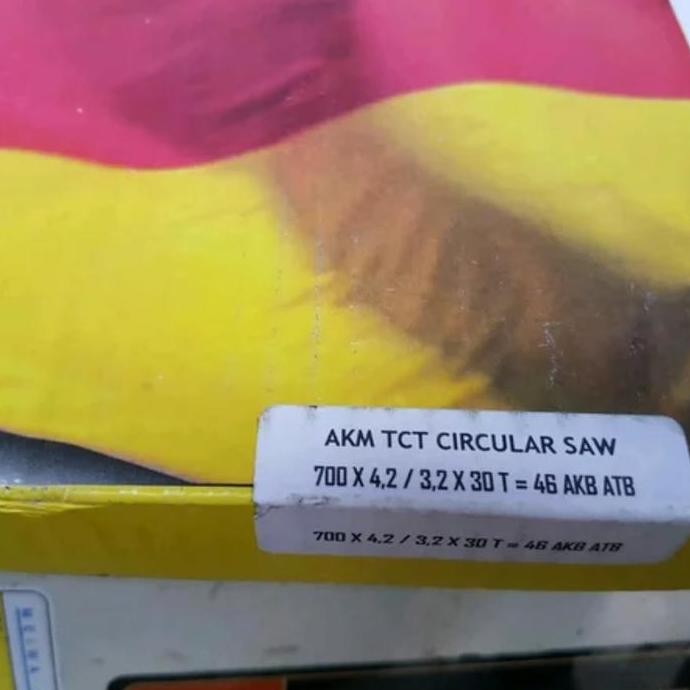 AKM TCT CIRCULAR SAW
700 X 4,2 / 3,2 X 30 T = 46 AKB ATB
700 X 4,2 / 3,2 X 30 T = 46 AKB ATB